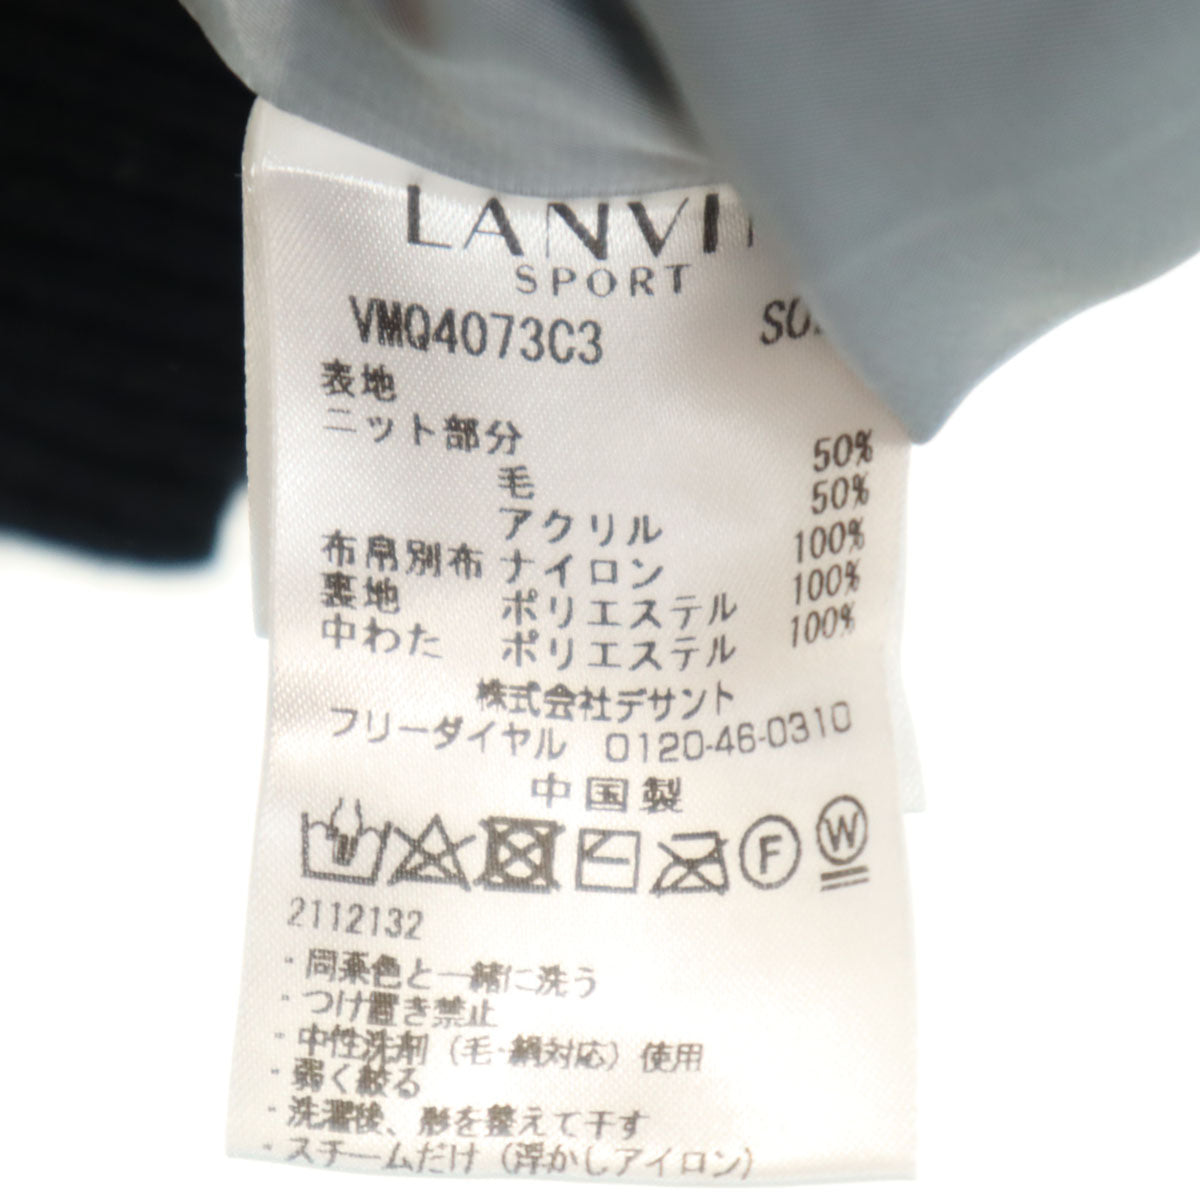 LANVI
SPORT
VMQ4073C3
表地
ニット部分
毛 50%
アクリル 50%
布帛別布 ナイロン 100%
裏地 ポリエステル 100%
中わた ポリエステル 100%
株式会社デサント
フリーダイヤル 0120-46-0310
中国製
F W
2112132
・同系色と一緒に洗う
・つけ置き禁止
・中性洗剤（毛・絹対応）使用
・弱く絞る
・洗濯後、形を整えて干す
・スチームだけ（浮かしアイロン）